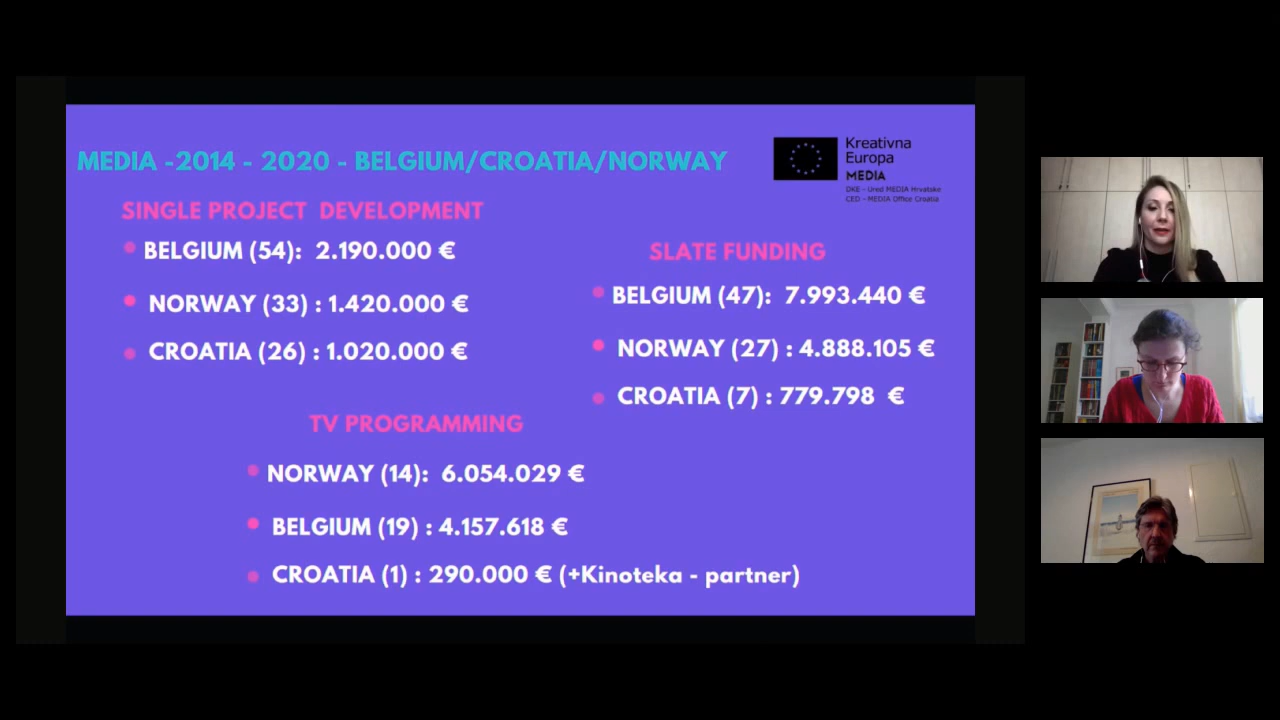 MEDIA -2014 - 2020 - BELGIUM/CROATIA/NORWAY
Kreativna
Europa
MEDIA
DKE - Ured MEDIA Hrvatske
CED - MEDIA Office Croatia
SINGLE PROJECT DEVELOPMENT
BELGIUM (54): 2.190.000 €
NORWAY (33) : 1.420.000 €
CROATIA (26) : 1.020.000 €
SLATE FUNDING
BELGIUM (47): 7.993.440 €
NORWAY (27) : 4.888.105 €
CROATIA (7) : 779.798 €
TV PROGRAMMING
NORWAY (14): 6.054.029 €
BELGIUM (19) : 4.157.618 €
CROATIA (1) : 290.000 € (+Kinoteka - partner)